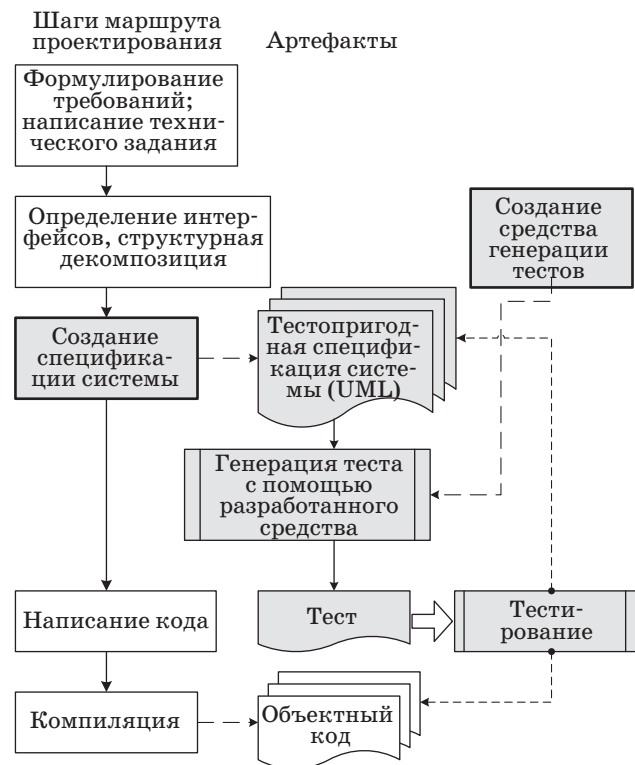 Шаги маршрута
проектирования
Артефакты
Формулирование
требований;
написание техни-
ческого задания
Определение интер-
фейсов, структурная
декомпозиция
Создание
средства
генерации
тестов
Создание
специфика-
ции системы
Тестопригод-
ная специфи-
кация систе-
мы (UML)
Генерация теста
с помощью
разработанного
средства
Написание кода
Тест
Тести-
рование
Компиляция
Объектный
код